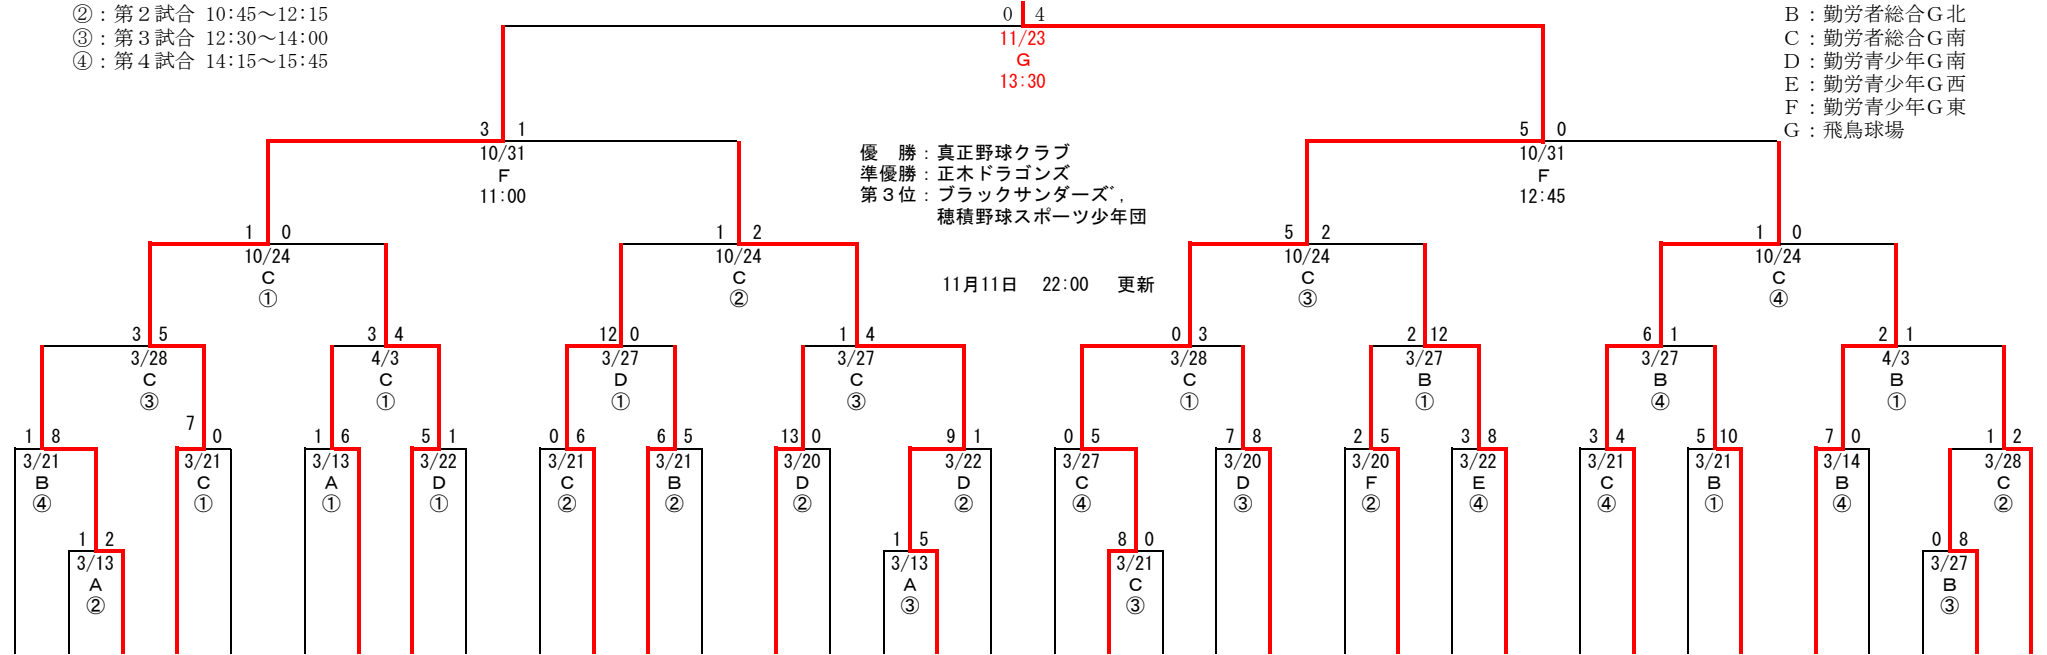 ②：第２試合 10:45～12:15
③：第３試合 12:30～14:00
④：第４試合 14:15～15:45
0 4
11/23
G
13:30
B：勤労者総合G北
C：勤労者総合G南
D：勤労青少年G南
E：勤労青少年G西
F：勤労青少年G東
G：飛鳥球場
3 1
10/31
F
11:00
優　勝：真正野球クラブ
準優勝：正木ドラゴンズ
第３位：ブラックサンダーズ，
穂積野球スポーツ少年団
5 0
10/31
F
12:45
1 0
10/24
C
①
1 2
10/24
C
②
11月11日　22:00　更新
5 2
10/24
C
③
1 0
10/24
C
④
3 5
3/28
C
③
3 4
4/3
C
①
12 0
3/27
D
①
1 4
3/27
C
③
0 3
3/28
C
①
2 12
3/27
B
①
6 1
3/27
B
④
2 1
4/3
B
①
1 8
3/21
B
④
7 0
3/21
C
①
1 6
3/13
A
①
5 1
3/22
D
①
0 6
3/21
C
②
6 5
3/21
B
②
13 0
3/20
D
②
9 1
3/22
D
②
0 5
3/27
C
④
7 8
3/20
D
③
2 5
3/20
F
②
3 8
3/22
E
④
3 4
3/21
C
④
5 10
3/21
B
①
7 0
3/14
B
④
1 2
3/28
C
②
1 2
3/13
A
②
1 5
3/13
A
③
8 0
3/21
C
③
0 8
3/27
B
③